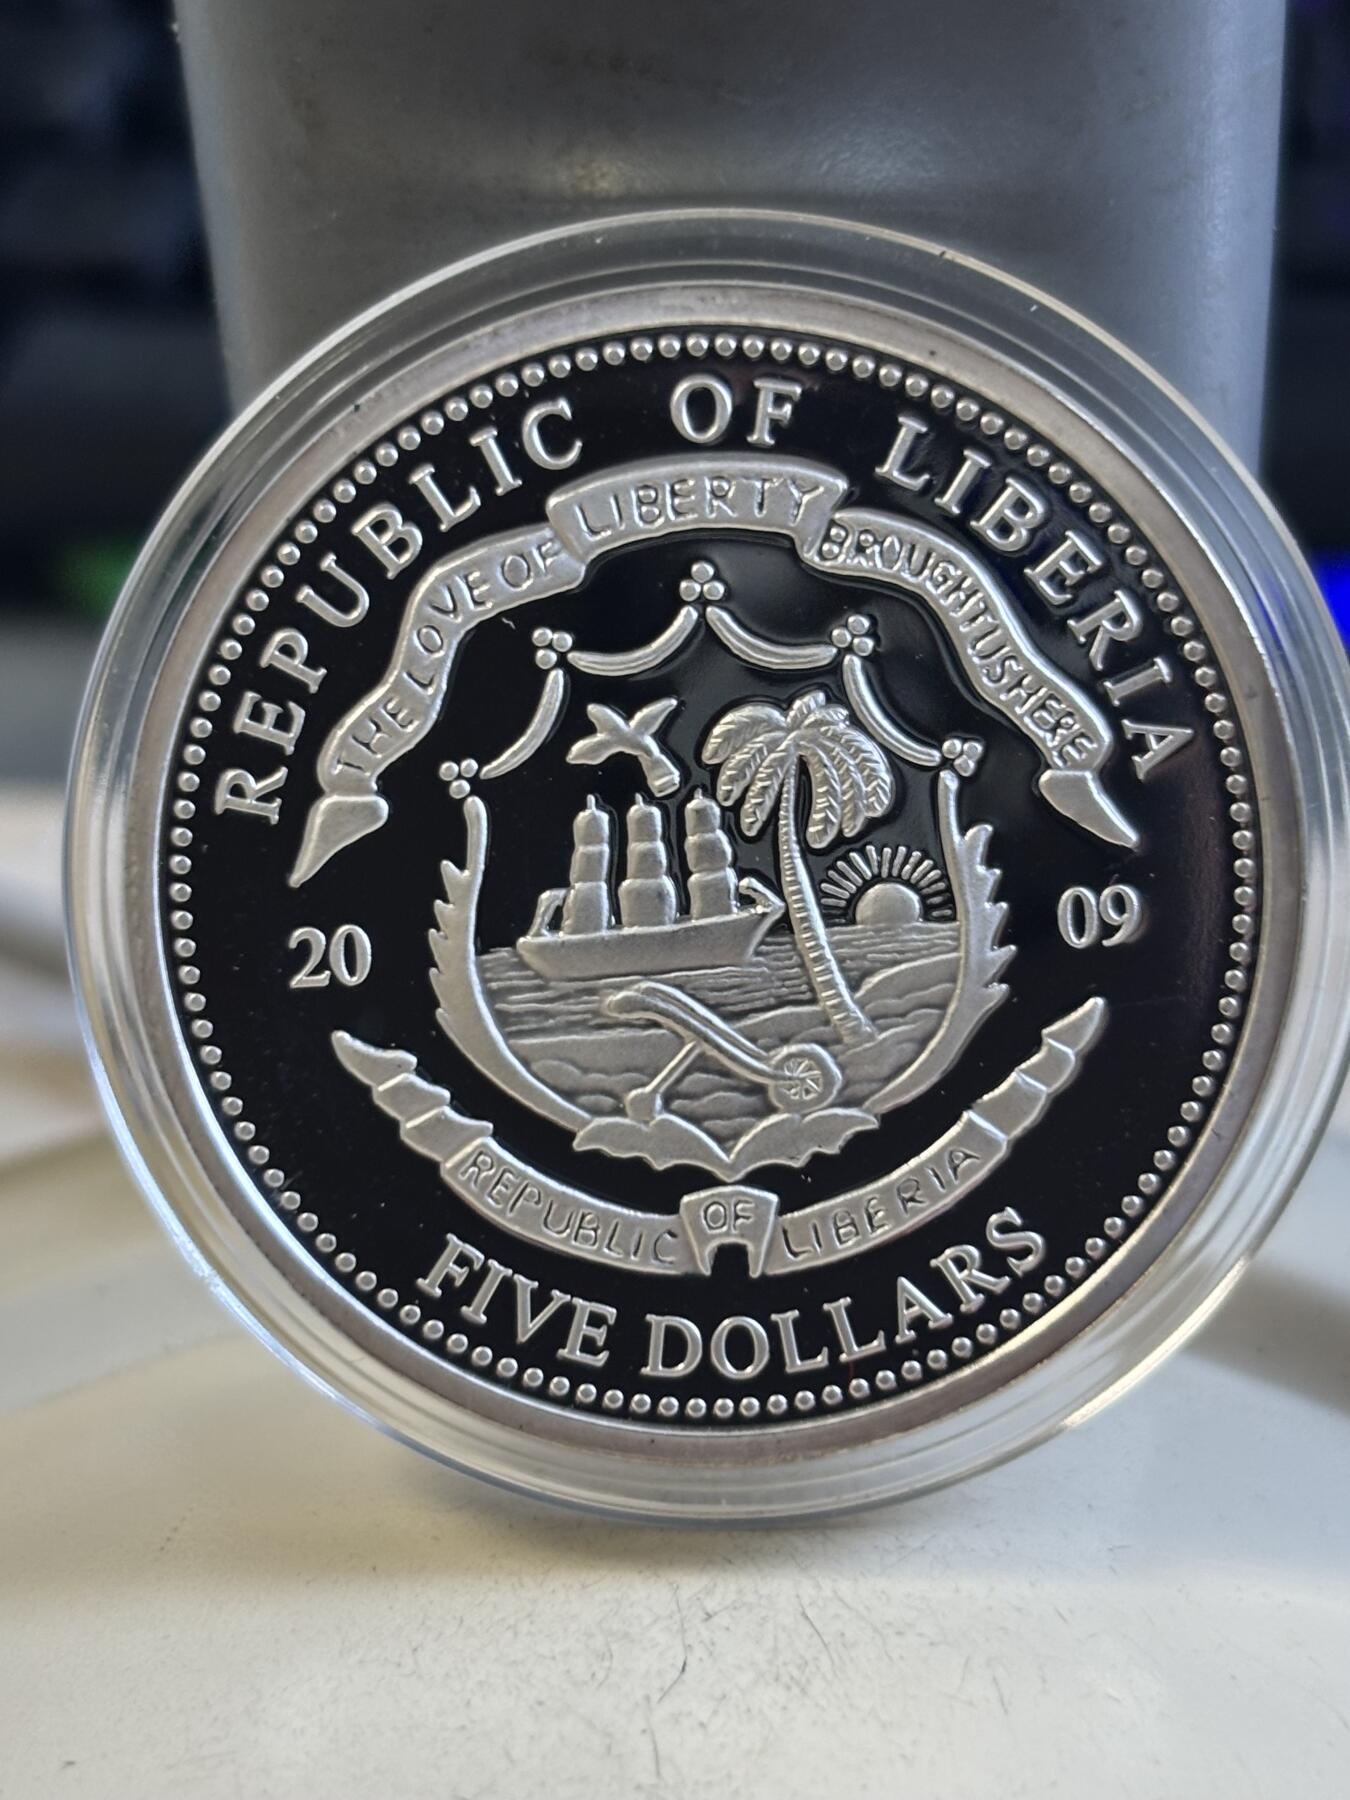 REPUBLIC OF LIBERIA
THE LOVE OF LIBERTY BROUGHT US HERE
20 09
REPUBLIC OF LIBERIA
FIVE DOLLARS